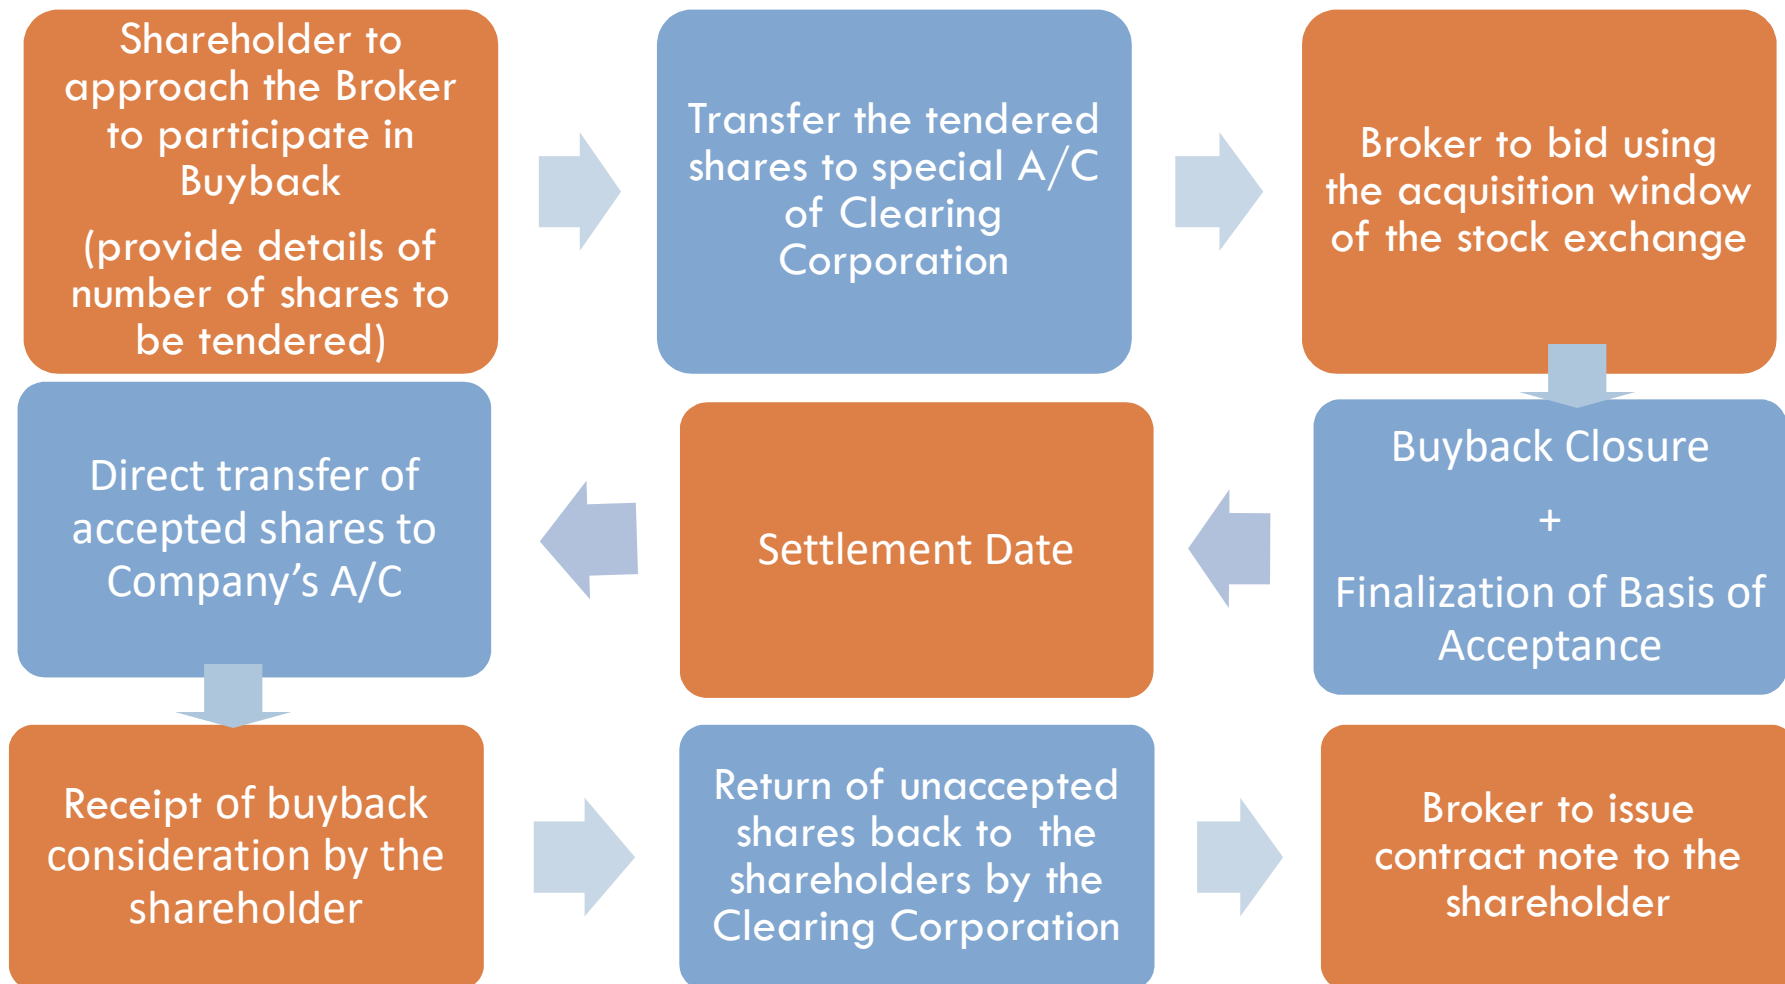 Shareholder to
approach the Broker
to participate in
Buyback
(provide details of
number of shares to
be tendered)
Transfer the tendered
shares to special A/C
of Clearing
Corporation
Broker to bid using
the acquisition window
of the stock exchange
Buyback Closure
+
Finalization of Basis of
Acceptance
Settlement Date
Direct transfer of
accepted shares to
Company’s A/C
Receipt of buyback
consideration by the
shareholder
Return of unaccepted
shares back to the
shareholders by the
Clearing Corporation
Broker to issue
contract note to the
shareholder